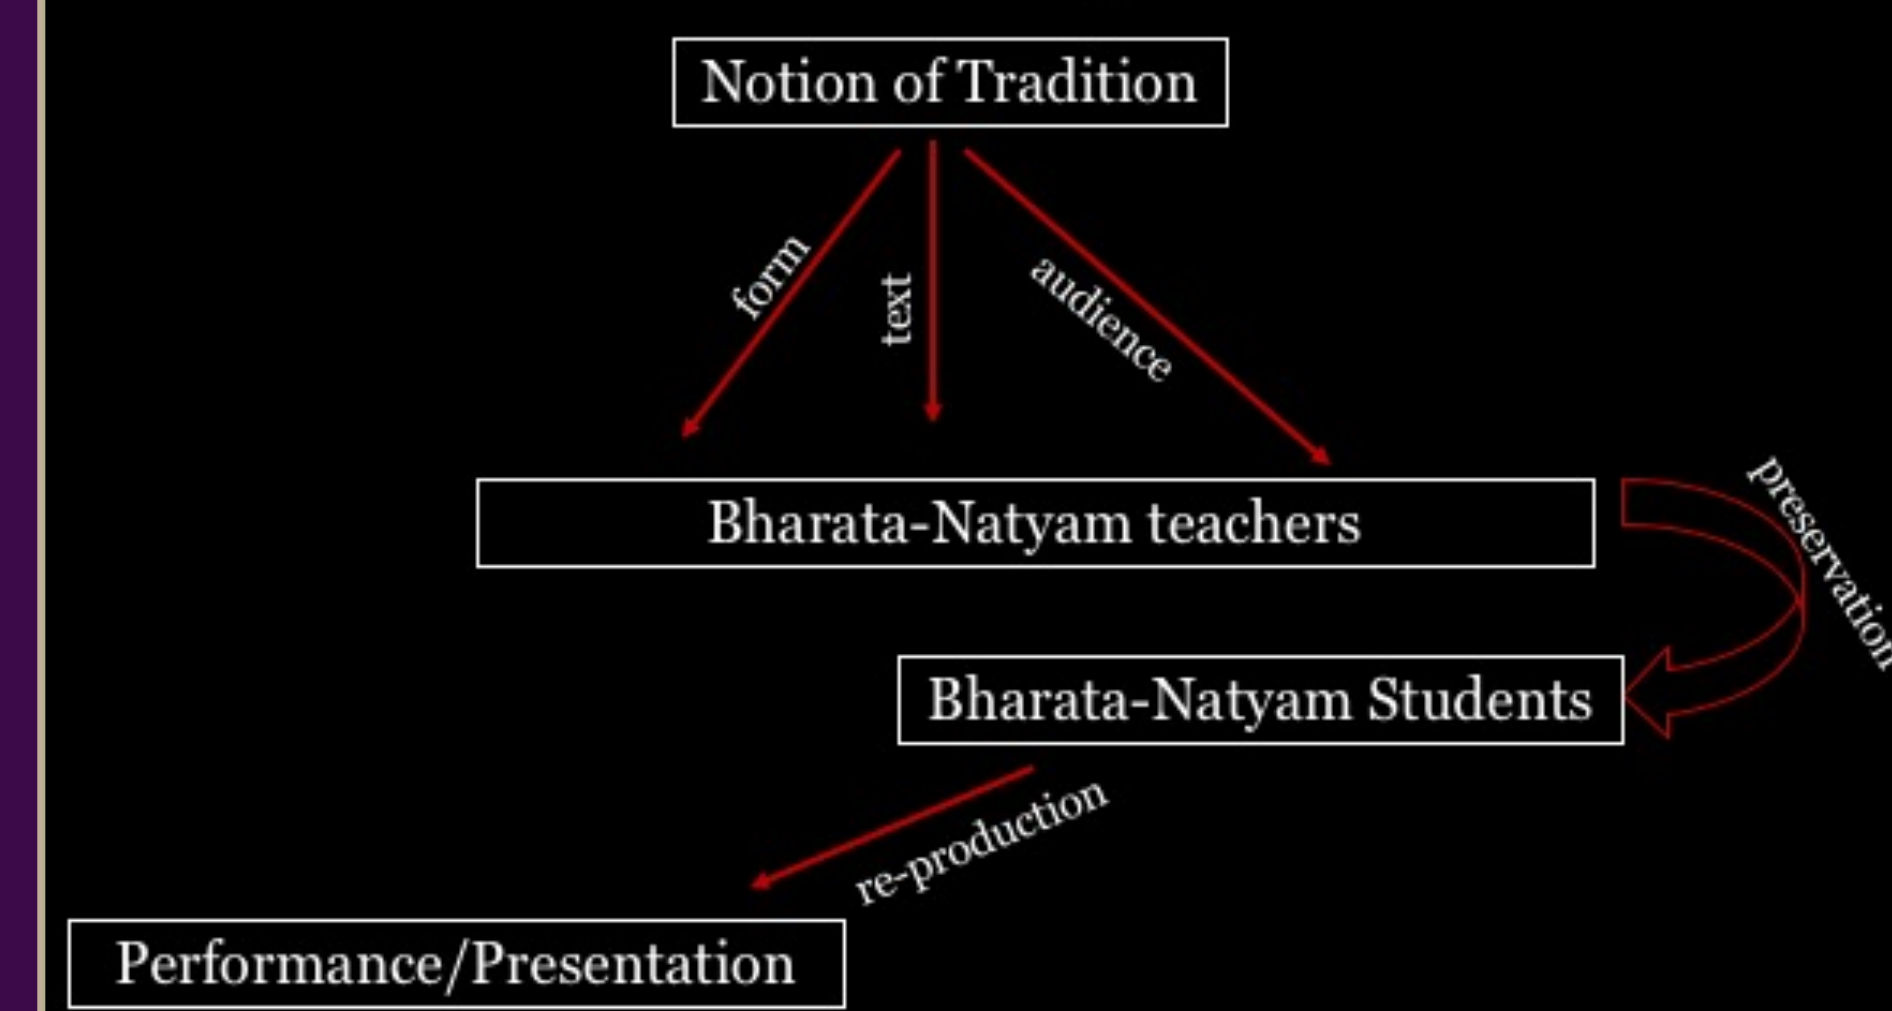 Notion of Tradition
form
text
audience
Bharata-Natyam teachers
preservation
Bharata-Natyam Students
re-production
Performance/Presentation